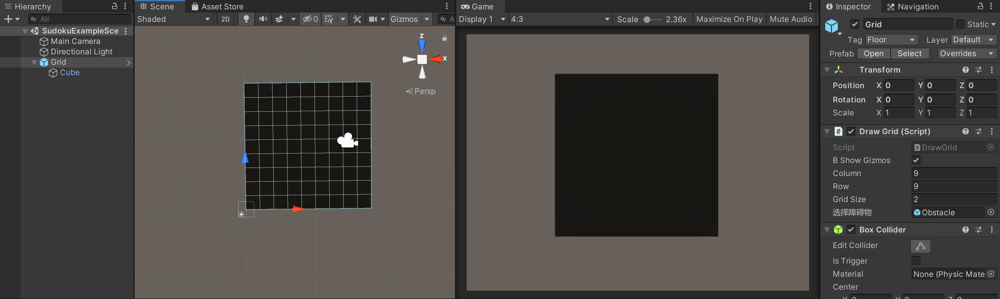 Hierarchy
All
SudokuExampleSce
Main Camera
Directional Light
Grid
Cube
Scene
Asset Store
Shaded
2D
0
Gizmos
A
z
x
Persp
Game
Display 1
4:3
Scale
2.36x
Maximize On Play
Mute Audio
Inspector
Navigation
Grid
Static
Tag Floor
Layer Default
Prefab Open Select Overrides
Transform
Position X 0 Y 0 Z 0
Rotation X 0 Y 0 Z 0
Scale X 1 Y 1 Z 1
Draw Grid (Script)
Script DrawGrid
B Show Gizmos
Column 9
Row 9
Grid Size 2
选择障碍物 Obstacle
Box Collider
Edit Collider
Is Trigger
Material None (Physic Mate
Center